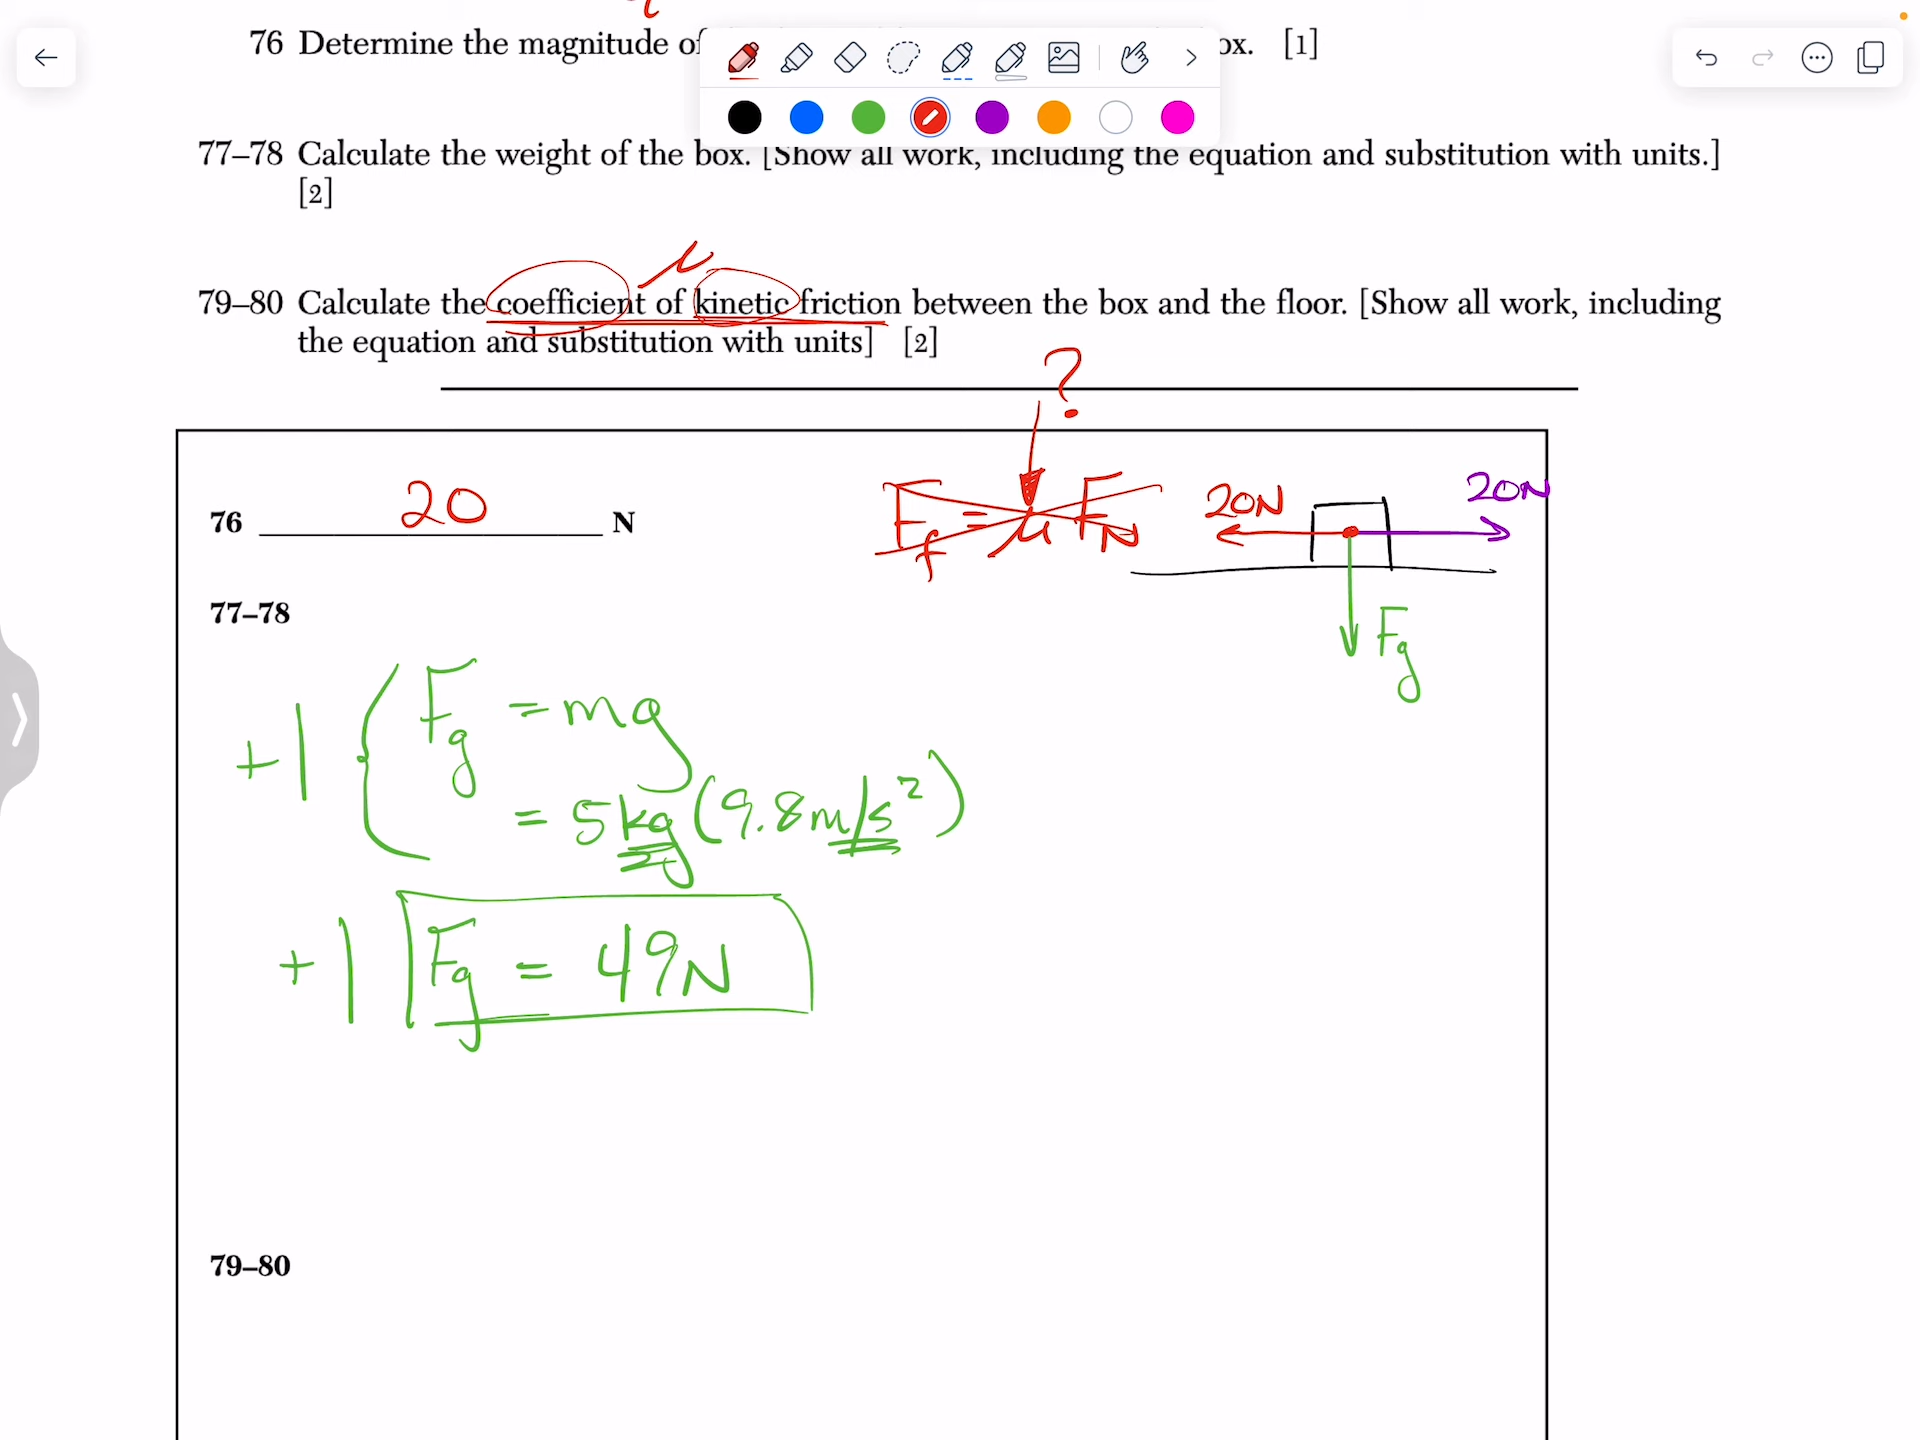 76 Determine the magnitude of ox. [1]
77–78 Calculate the weight of the box. [Show all work, including the equation and substitution with units.]
[2]
μ
79–80 Calculate the coefficient of kinetic friction between the box and the floor. [Show all work, including
the equation and substitution with units] [2]
?
76 20 N
Ff = μ FN
20N 20N
77–78
Fg
+1 Fg = mg
= 5kg (9.8m/s²)
+1 Fg = 49N
79–80